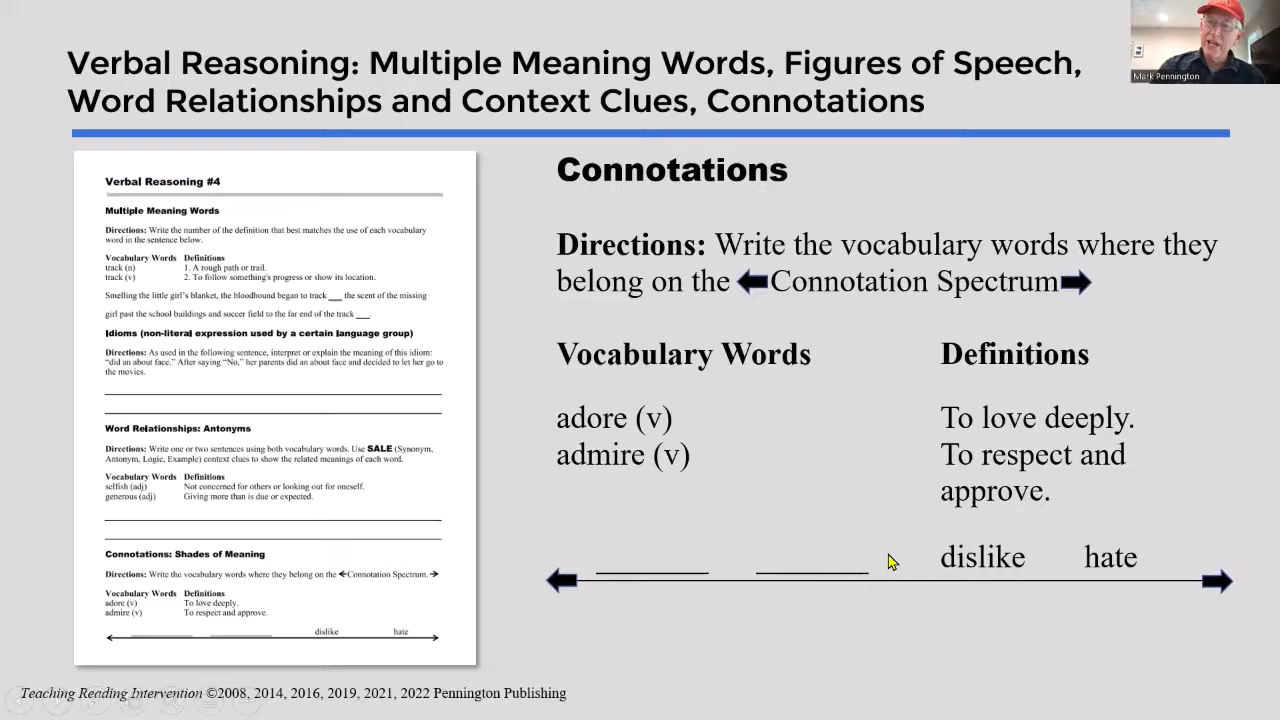 Verbal Reasoning: Multiple Meaning Words, Figures of Speech,
Word Relationships and Context Clues, Connotations
Mark Pennington
Verbal Reasoning #4
Multiple Meaning Words
Directions: Write the number of the definition that best matches the use of each vocabulary
word in the sentence below.
Vocabulary Words Definitions
track (n) 1. A rough path or trail.
track (v) 2. To follow something's progress or show its location.
Smelling the little girl's blanket, the bloodhound began to track ___ the scent of the missing
girl past the school buildings and soccer field to the far end of the track ___.
Idioms (non-literal expression used by a certain language group)
Directions: As used in the following sentence, interpret or explain the meaning of this idiom:
"did an about face." After saying "No," her parents did an about face and decided to let her go to
the movies.
Word Relationships: Antonyms
Directions: Write one or two sentences using both vocabulary words. Use SALE (Synonym,
Antonym, Logic, Example) context clues to show the related meanings of each word.
Vocabulary Words Definitions
selfish (adj) Not concerned for others or looking out for oneself.
generous (adj) Giving more than is due or expected.
Connotations: Shades of Meaning
Directions: Write the vocabulary words where they belong on the ←Connotation Spectrum.→
Vocabulary Words Definitions
adore (v) To love deeply.
admire (v) To respect and approve.
dislike hate
Connotations
Directions: Write the vocabulary words where they
belong on the ←Connotation Spectrum→
Vocabulary Words Definitions
adore (v) To love deeply.
admire (v) To respect and
approve.
dislike hate
Teaching Reading Intervention ©2008, 2014, 2016, 2019, 2021, 2022 Pennington Publishing